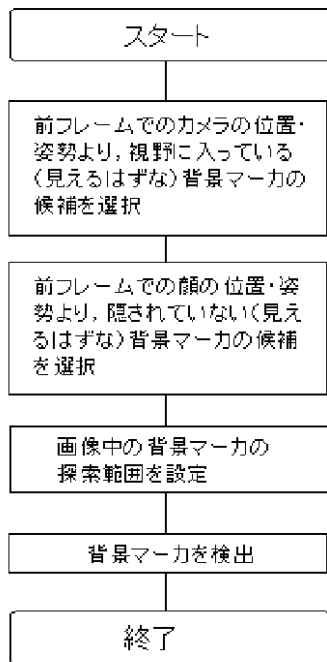 スタート
前フレームでのカメラの位置・
姿勢より，視野に入っている
（見えるはずな）背景マーカの
候補を選択
前フレームでの顔の位置・姿
勢より，隠されていない（見え
るはずな）背景マーカの候補
を選択
画像中の背景マーカの
探索範囲を設定
背景マーカを検出
終了